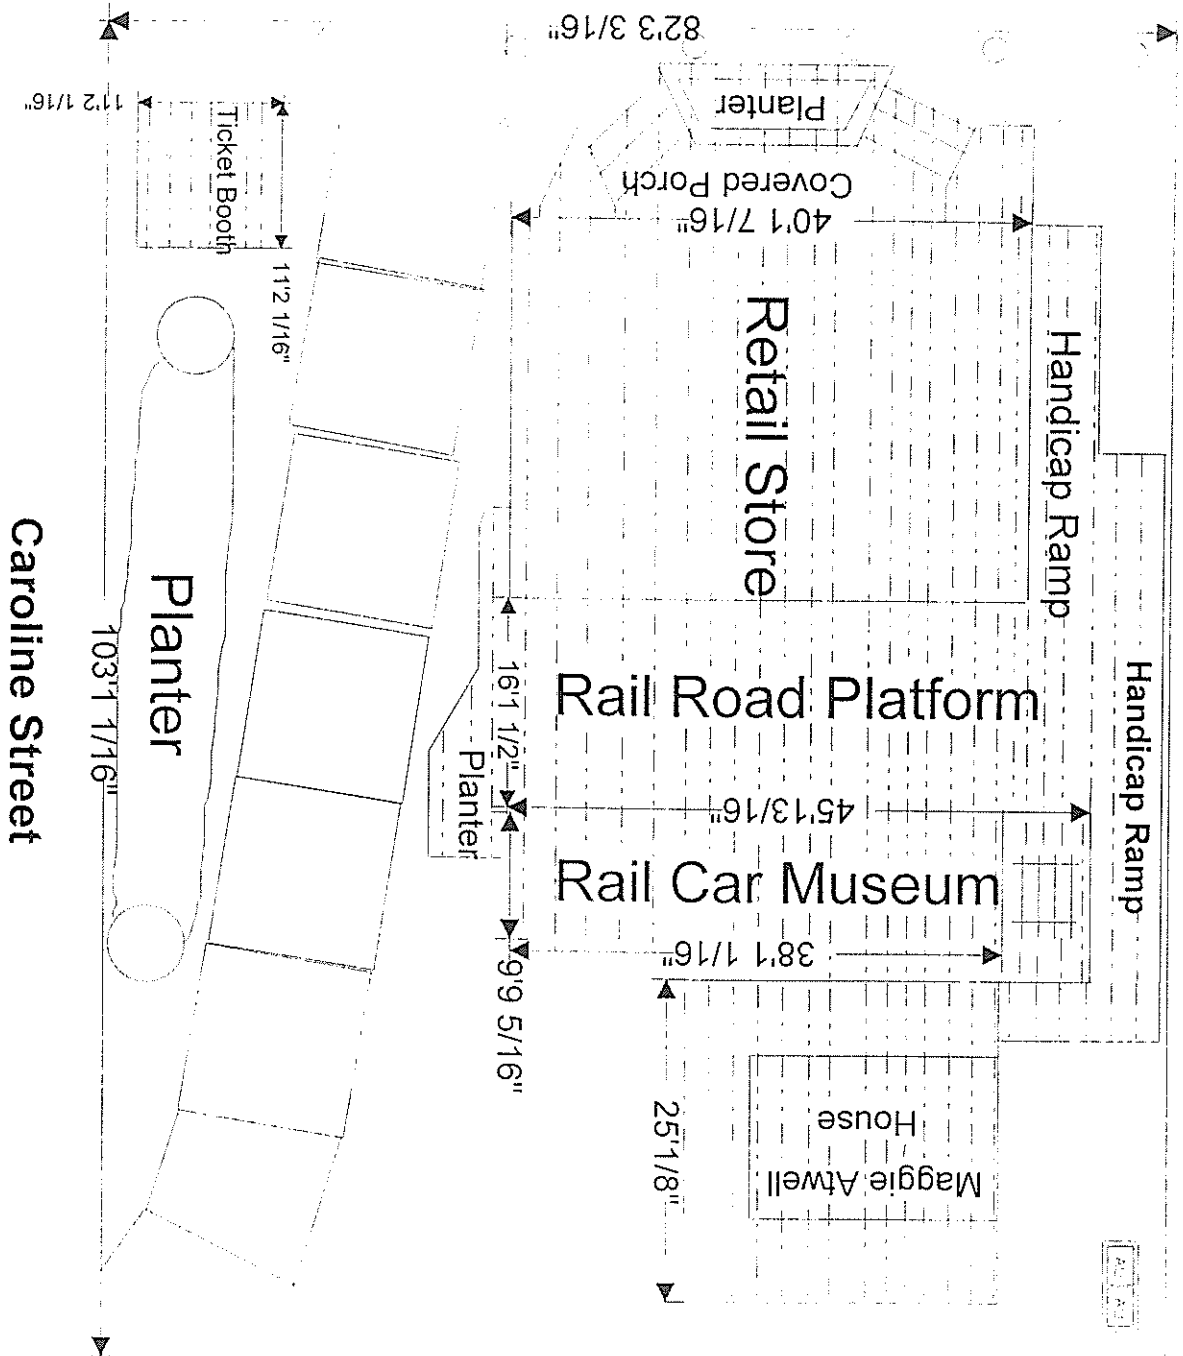 82'3 3/16"
11'2 1/16"
Ticket Booth
11'2 1/16"
Planter
Covered Porch
40'1 7/16"
Retail Store
Handicap Ramp
Handicap Ramp
Rail Road Platform
16'1 1/2"
Planter
45'13/16"
Rail Car Museum
38'1 1/16"
9'9 5/16"
25'1/8"
House
Maggie Atwell
Planter
103'1 1/16"
Caroline Street